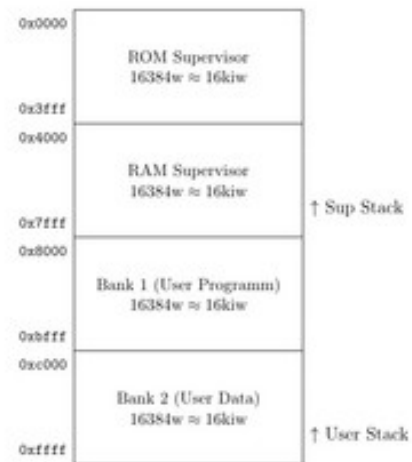 0x0000
ROM Supervisor
16384w ≈ 16kiw
0x3fff
0x4000
RAM Supervisor
16384w ≈ 16kiw
0x7fff
↑ Sup Stack
0x8000
Bank 1 (User Programm)
16384w ≈ 16kiw
0xbfff
0xc000
Bank 2 (User Data)
16384w ≈ 16kiw
0xffff
↑ User Stack